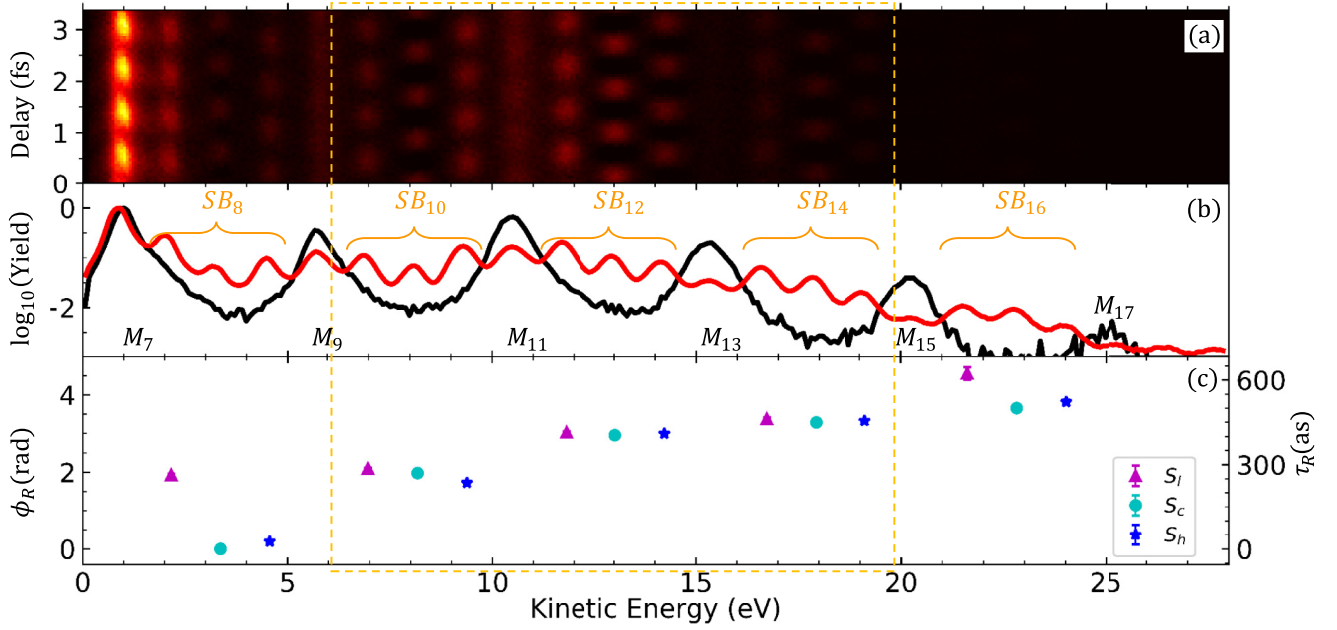 3
2
1
0
Delay (fs)
(a)
SB8
SB10
SB12
SB14
SB16
(b)
0
-2
log10(Yield)
M7
M9
M11
M13
M15
M17
4
2
0
ϕR(rad)
(c)
600
300
0
τR(as)
Sl
Sc
Sh
0
5
10
15
20
25
Kinetic Energy (eV)